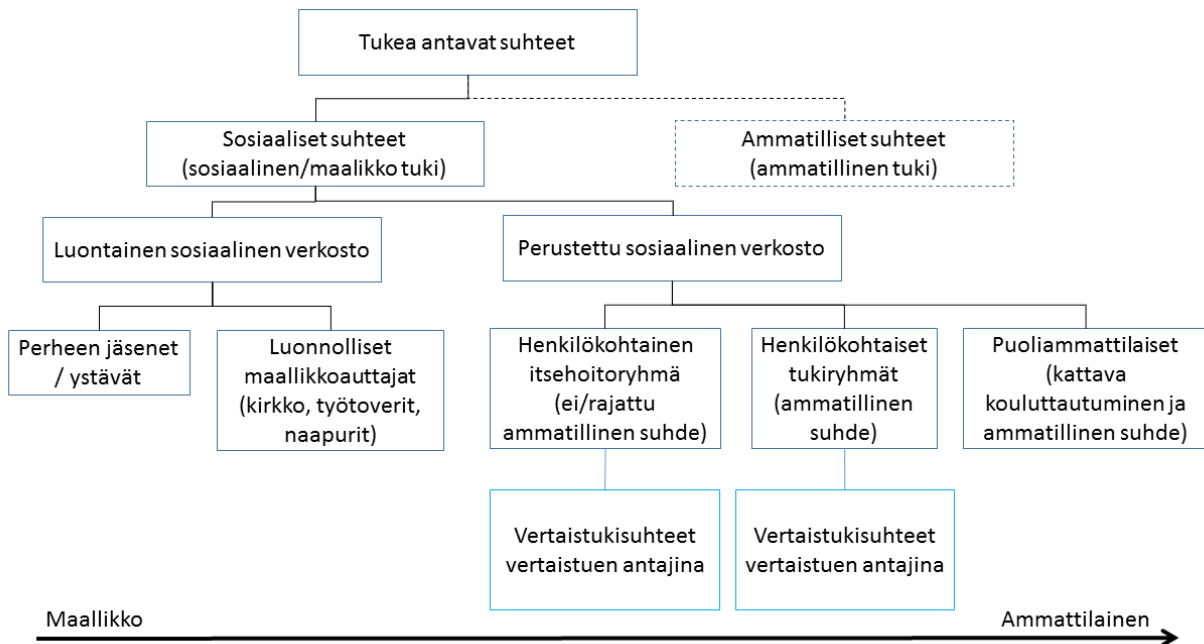 Tukea antavat suhteet
Sosiaaliset suhteet
(sosiaalinen/maalikko tuki)
Ammatilliset suhteet
(ammatillinen tuki)
Luontainen sosiaalinen verkosto
Perustettu sosiaalinen verkosto
Perheen jäsenet
/ ystävät
Luonnolliset
maallikkoauttajat
(kirkko, työtoverit,
naapurit)
Henkilökohtainen
itsehoitoryhmä
(ei/rajattu
ammatillinen suhde)
Henkilökohtaiset
tukiryhmät
(ammatillinen
suhde)
Puoliammattilaiset
(kattava
kouluttautuminen ja
ammatillinen suhde)
Vertaistukisuhteet
vertaistuen antajina
Vertaistukisuhteet
vertaistuen antajina
Maallikko
Ammattilainen